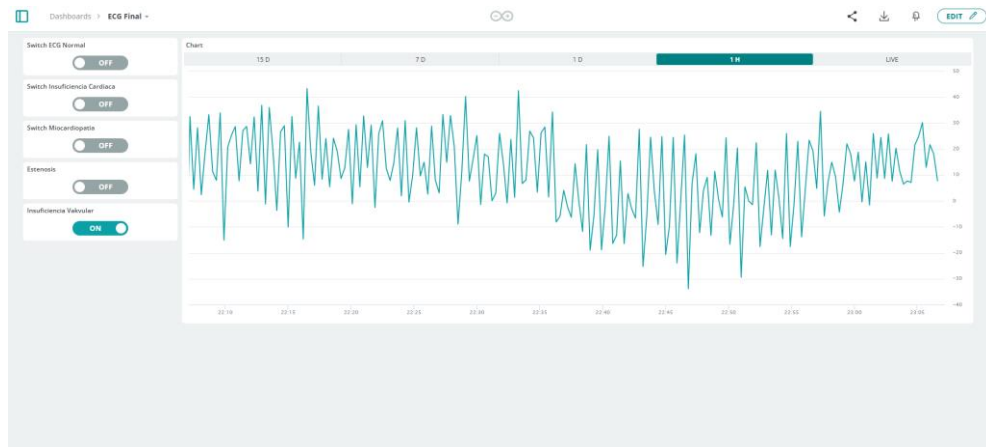 Dashboards > ECG Final
EDIT
Switch ECG Normal
OFF
Switch Insuficiencia Cardiaca
OFF
Switch Miocardiopatia
OFF
Estenosis
OFF
Insuficiencia Vakvuler
ON
Chart
15 D 7 D 1 D 1 H LIVE
50
40
30
20
10
0
-10
-20
-30
-40
22:10 22:15 22:20 22:25 22:30 22:35 22:40 22:45 22:50 22:55 23:00 23:05